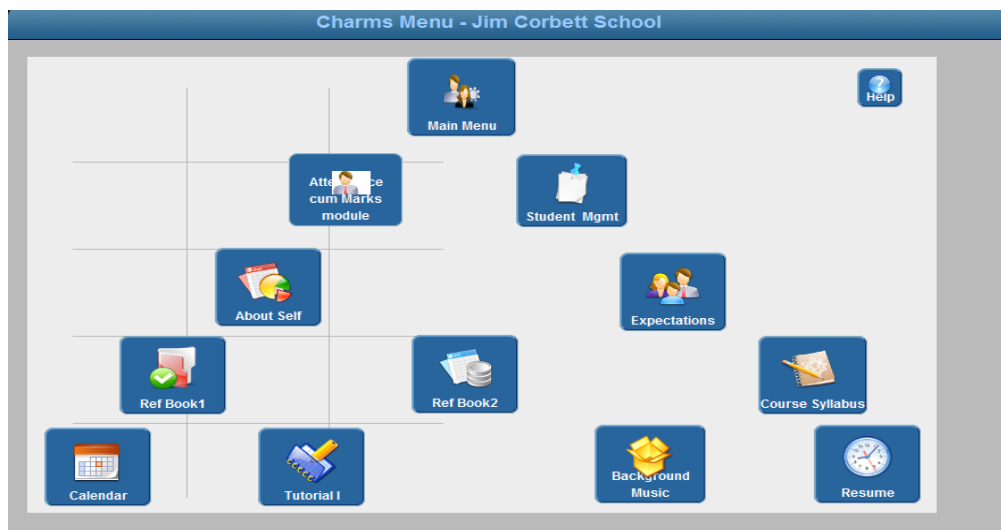 Charms Menu - Jim Corbett School
Main Menu
Help
cum Marks
module
Student Mgmt
About Self
Expectations
Ref Book1
Ref Book2
Course Syllabus
Calendar
Tutorial I
Background
Music
Resume